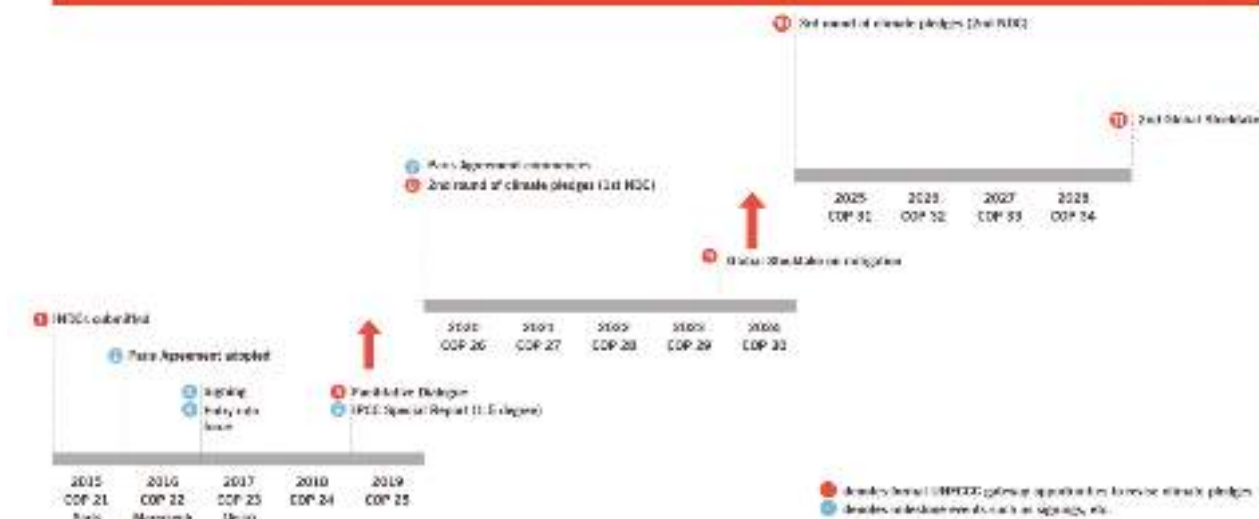 3rd round of climate pledges (2nd NDC)
2nd Global Stocktake
2025 2026 2027 2028
COP 31 COP 32 COP 33 COP 34
Paris Agreement commences
2nd round of climate pledges (1st NDC)
Global Stocktake on mitigation
2020 2021 2022 2023 2024
COP 26 COP 27 COP 28 COP 29 COP 30
INDCs submitted
Paris Agreement adopted
Signing
Entry into
force
Facilitative Dialogue
IPCC Special Report (1.5 degree)
2015 2016 2017 2018 2019
COP 21 COP 22 COP 23 COP 24 COP 25
Paris Marrakech
denotes formal UNFCCC gateway opportunities to revise climate pledges
denotes milestone events such as signings, etc.